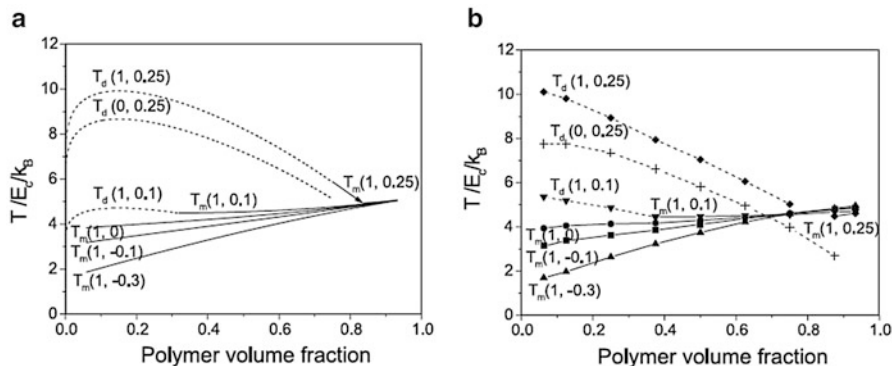 a
12
10
8
6
4
2
0
T /E_c/k_B
T_d (1, 0.25)
T_d (0, 0.25)
T_d (1, 0.1)
T_m(1, 0.1)
T_m(1, 0.25)
T_m(1, 0)
T_m(1, -0.1)
T_m(1, -0.3)
0.0 0.2 0.4 0.6 0.8 1.0
Polymer volume fraction
b
12
10
8
6
4
2
0
T/E_c/k_B
T_d (1, 0.25)
T_d (0, 0.25)
T_d (1, 0.1)
T_m(1, 0.1)
T_m(1, 0)
T_m(1, -0.1)
T_m(1, 0.25)
T_m(1, -0.3)
0.0 0.2 0.4 0.6 0.8 1.0
Polymer volume fraction